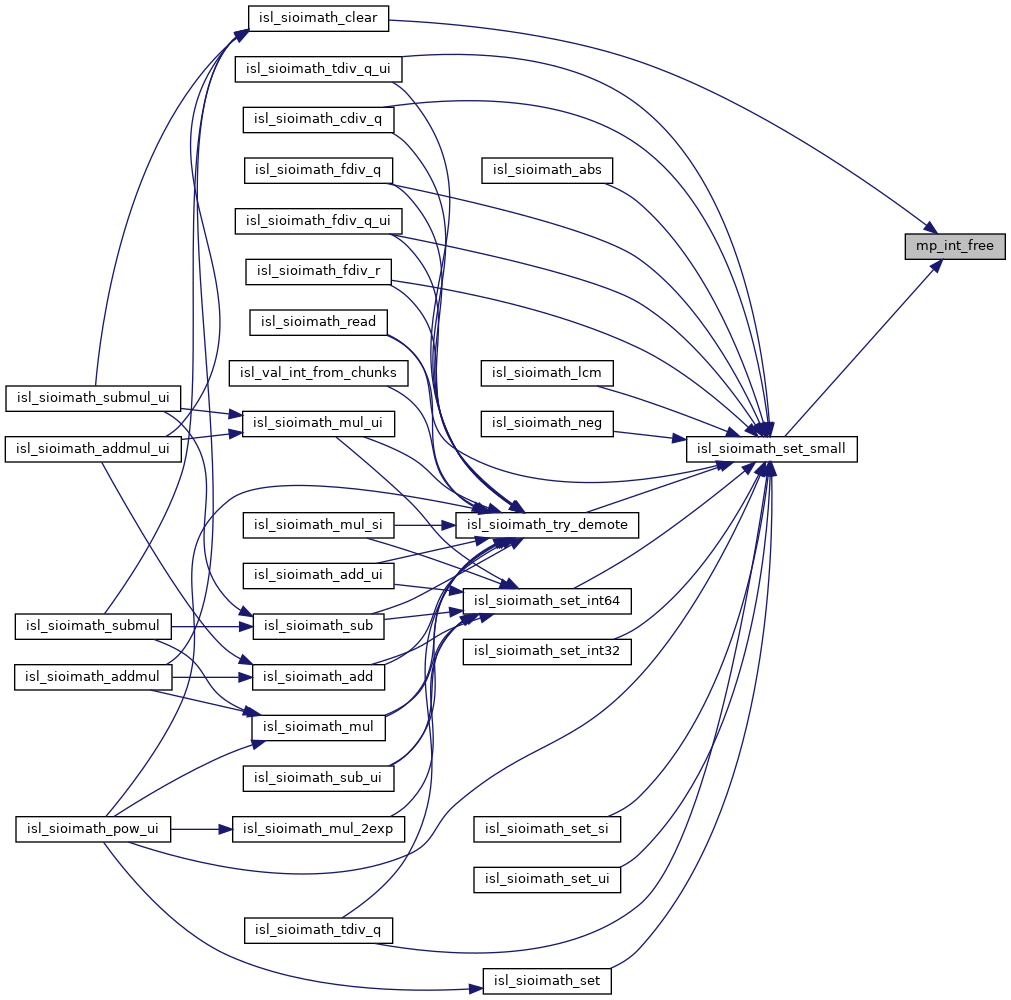 isl_sioimath_clear
isl_sioimath_tdiv_q_ui
isl_sioimath_cdiv_q
isl_sioimath_fdiv_q
isl_sioimath_abs
isl_sioimath_fdiv_q_ui
mp_int_free
isl_sioimath_fdiv_r
isl_sioimath_read
isl_val_int_from_chunks
isl_sioimath_lcm
isl_sioimath_submul_ui
isl_sioimath_mul_ui
isl_sioimath_neg
isl_sioimath_addmul_ui
isl_sioimath_set_small
isl_sioimath_mul_si
isl_sioimath_try_demote
isl_sioimath_add_ui
isl_sioimath_set_int64
isl_sioimath_submul
isl_sioimath_sub
isl_sioimath_set_int32
isl_sioimath_addmul
isl_sioimath_add
isl_sioimath_mul
isl_sioimath_sub_ui
isl_sioimath_pow_ui
isl_sioimath_mul_2exp
isl_sioimath_set_si
isl_sioimath_set_ui
isl_sioimath_tdiv_q
isl_sioimath_set